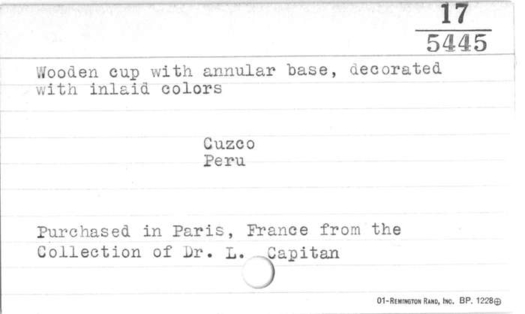 17
5445
Wooden cup with annular base, decorated
with inlaid colors
Cuzco
Peru
Purchased in Paris, France from the
Collection of Dr. L. Capitan
01-Remington Rand, Inc. BP. 1228